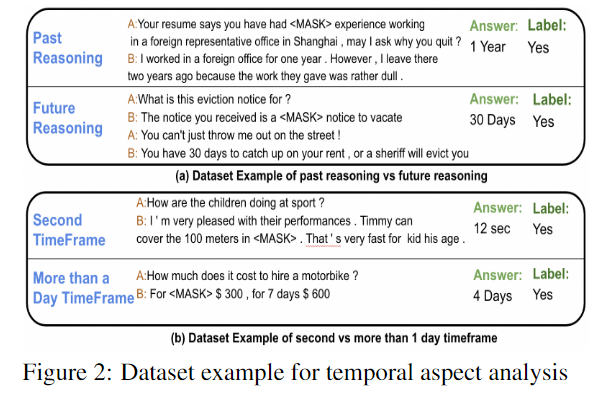 Past Reasoning
A:Your resume says you have had <MASK> experience working
in a foreign representative office in Shanghai , may I ask why you quit ?
B: I worked in a foreign office for one year . However , I leave there
two years ago because the work they gave was rather dull .
Answer: Label:
1 Year Yes
Future Reasoning
A:What is this eviction notice for ?
B: The notice you received is a <MASK> notice to vacate
A: You can't just throw me out on the street !
B: You have 30 days to catch up on your rent , or a sheriff will evict you
Answer: Label:
30 Days Yes
(a) Dataset Example of past reasoning vs future reasoning
Second TimeFrame
A:How are the children doing at sport ?
B: I ' m very pleased with their performances . Timmy can
cover the 100 meters in <MASK> . That ' s very fast for kid his age .
Answer: Label:
12 sec Yes
More than a Day TimeFrame
A:How much does it cost to hire a motorbike ?
B: For <MASK> $ 300 , for 7 days $ 600
Answer: Label:
4 Days Yes
(b) Dataset Example of second vs more than 1 day timeframe
Figure 2: Dataset example for temporal aspect analysis